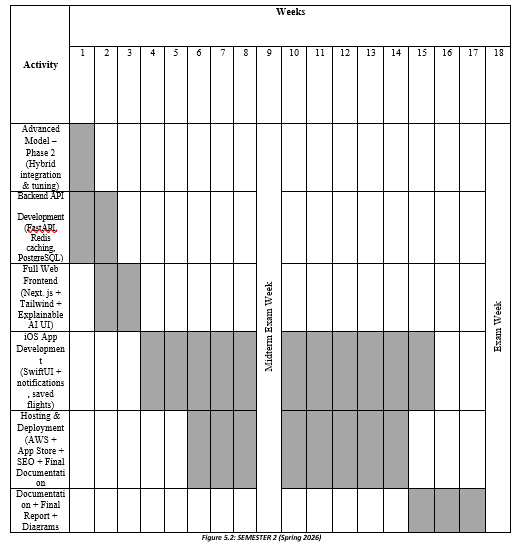 Weeks
Activity
1 2 3 4 5 6 7 8 9 10 11 12 13 14 15 16 17 18
Advanced
Model –
Phase 2
(Hybrid
integration
& tuning)
Backend API
Development
(FastAPI,
Redis
caching,
PostgreSQL)
Full Web
Frontend
(Next. js +
Tailwind +
Explainable
AI UI)
iOS App
Developmen
t
(SwiftUI +
notifications
, saved
flights)
Hosting &
Deployment
(AWS +
App Store +
SEO + Final
Documentati
on
Documentati
on + Final
Report +
Diagrams
Midterm Exam Week
Exam Week
Figure 5.2: SEMESTER 2 (Spring 2026)